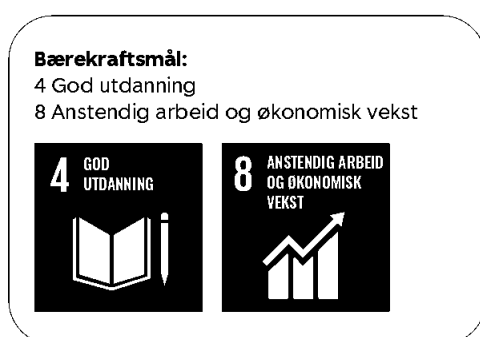 Bærekraftsmål:
4 God utdanning
8 Anstendig arbeid og økonomisk vekst
4 GOD
UTDANNING
8 ANSTENDIG ARBEID
OG ØKONOMISK
VEKST